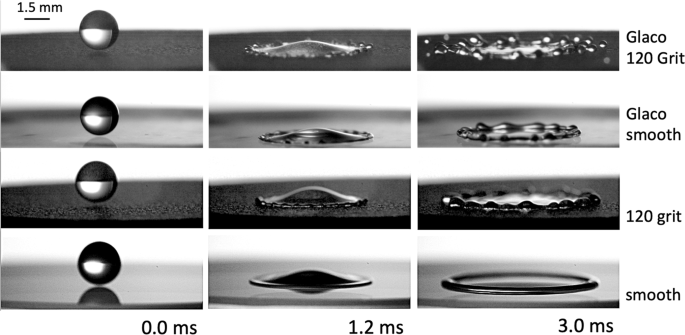 1.5 mm
Glaco
120 Grit
Glaco
smooth
120 grit
smooth
0.0 ms
1.2 ms
3.0 ms